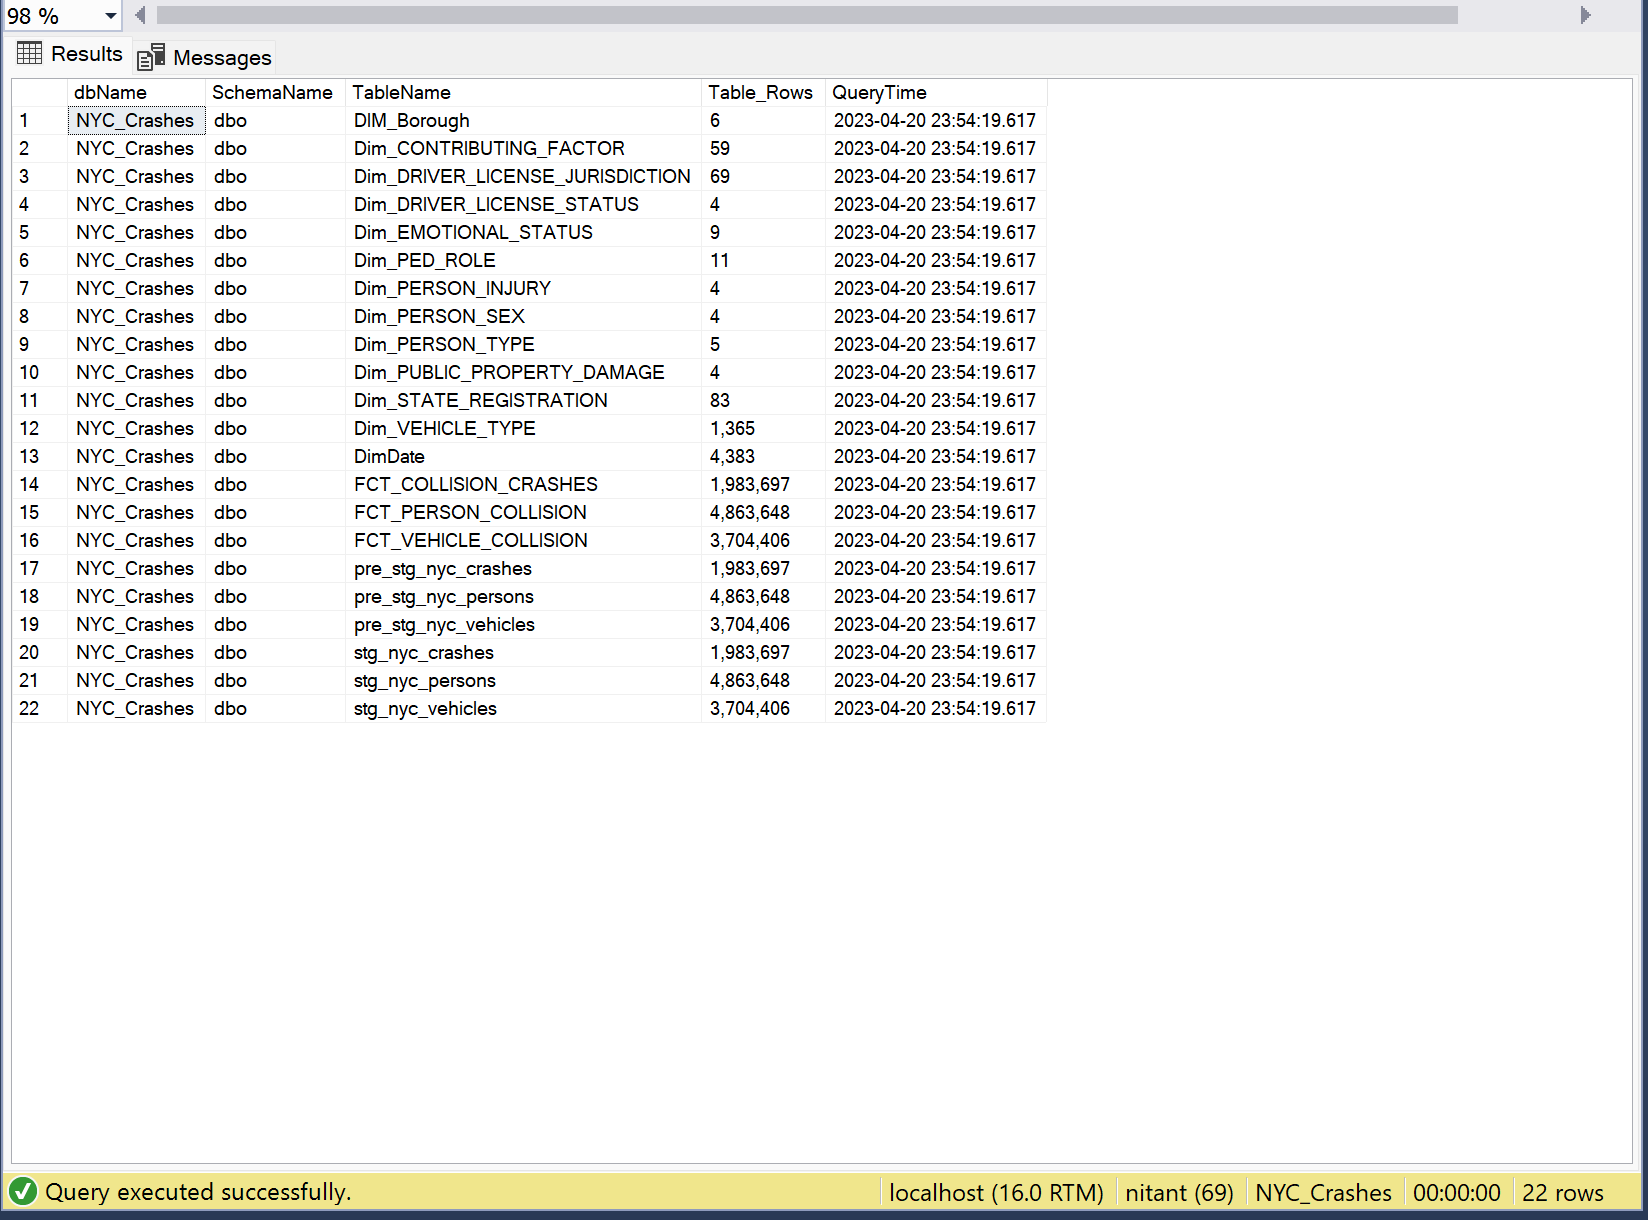 98 %
Results Messages
dbName SchemaName TableName Table_Rows QueryTime
1 NYC_Crashes dbo DIM_Borough 6 2023-04-20 23:54:19.617
2 NYC_Crashes dbo Dim_CONTRIBUTING_FACTOR 59 2023-04-20 23:54:19.617
3 NYC_Crashes dbo Dim_DRIVER_LICENSE_JURISDICTION 69 2023-04-20 23:54:19.617
4 NYC_Crashes dbo Dim_DRIVER_LICENSE_STATUS 4 2023-04-20 23:54:19.617
5 NYC_Crashes dbo Dim_EMOTIONAL_STATUS 9 2023-04-20 23:54:19.617
6 NYC_Crashes dbo Dim_PED_ROLE 11 2023-04-20 23:54:19.617
7 NYC_Crashes dbo Dim_PERSON_INJURY 4 2023-04-20 23:54:19.617
8 NYC_Crashes dbo Dim_PERSON_SEX 4 2023-04-20 23:54:19.617
9 NYC_Crashes dbo Dim_PERSON_TYPE 5 2023-04-20 23:54:19.617
10 NYC_Crashes dbo Dim_PUBLIC_PROPERTY_DAMAGE 4 2023-04-20 23:54:19.617
11 NYC_Crashes dbo Dim_STATE_REGISTRATION 83 2023-04-20 23:54:19.617
12 NYC_Crashes dbo Dim_VEHICLE_TYPE 1,365 2023-04-20 23:54:19.617
13 NYC_Crashes dbo DimDate 4,383 2023-04-20 23:54:19.617
14 NYC_Crashes dbo FCT_COLLISION_CRASHES 1,983,697 2023-04-20 23:54:19.617
15 NYC_Crashes dbo FCT_PERSON_COLLISION 4,863,648 2023-04-20 23:54:19.617
16 NYC_Crashes dbo FCT_VEHICLE_COLLISION 3,704,406 2023-04-20 23:54:19.617
17 NYC_Crashes dbo pre_stg_nyc_crashes 1,983,697 2023-04-20 23:54:19.617
18 NYC_Crashes dbo pre_stg_nyc_persons 4,863,648 2023-04-20 23:54:19.617
19 NYC_Crashes dbo pre_stg_nyc_vehicles 3,704,406 2023-04-20 23:54:19.617
20 NYC_Crashes dbo stg_nyc_crashes 1,983,697 2023-04-20 23:54:19.617
21 NYC_Crashes dbo stg_nyc_persons 4,863,648 2023-04-20 23:54:19.617
22 NYC_Crashes dbo stg_nyc_vehicles 3,704,406 2023-04-20 23:54:19.617
Query executed successfully. localhost (16.0 RTM) nitant (69) NYC_Crashes 00:00:00 22 rows